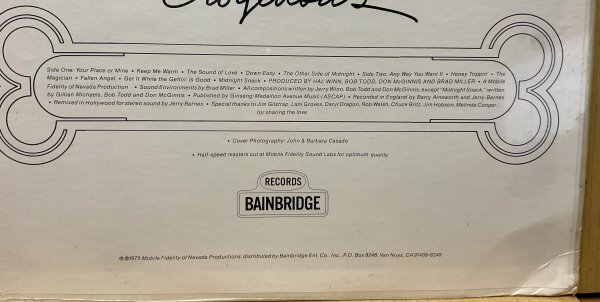 Side One: Your Place or Mine • Keep Me Warm • The Sound of Love • Down Easy • The Other Side of Midnight • Side Two: Any Way You Want It • Honey Trippin' • The
Magician • Fallen Angel • Get It While the Gettin' Is Good • Midnight Snack • PRODUCED BY HAL WINN, BOB TODD, DON McGINNIS AND BRAD MILLER • A Mobile
Fidelity of Nevada Production • Sound Environments by Brad Miller • All compositions written by Jerry Winn, Bob Todd and Don McGinnis, except "Midnight Snack," written
by Gillian Michaels, Bob Todd and Don McGinnis. • Published by Ginseng/Medallion Avenue Music (ASCAP) • Recorded in England by Barry Ainsworth and Jerry Barnes
• Remixed in Hollywood for stereo sound by Jerry Barnes • Special thanks to Jim Gilstrap, Lani Groves, Daryl Dragon, Rob Walsh, Chuck Britz, Jim Hobson, Melinda Cooper...
for sharing the love
• Cover Photography: John & Barbara Casado
• Half-speed masters cut at Mobile Fidelity Sound Labs for optimum quality
RECORDS
BAINBRIDGE
℗©1975 Mobile Fidelity of Nevada Productions; distributed by Bainbridge Ent. Co., Inc., P.O. Box 8248, Van Nuys, CA 91409-8248